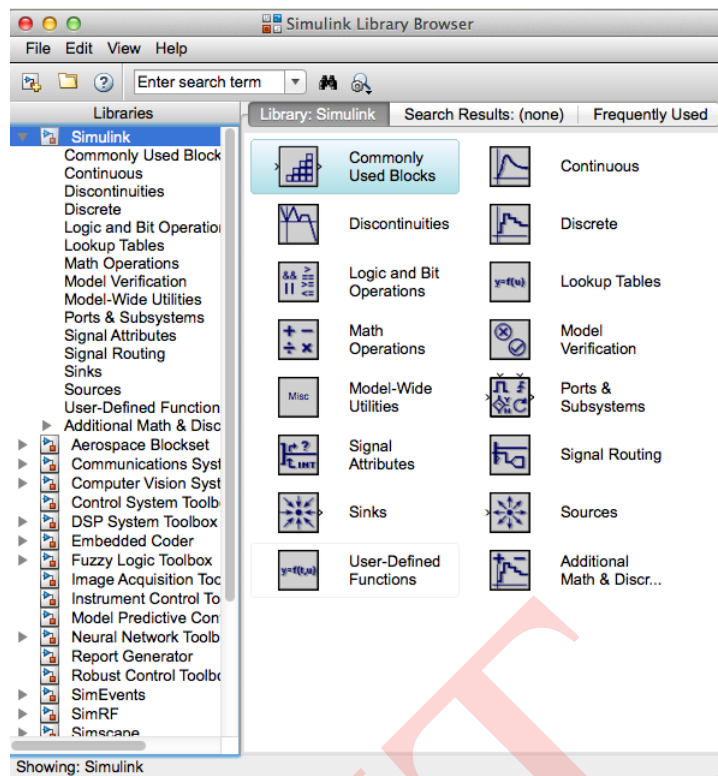 Simulink Library Browser
File Edit View Help
Enter search term
Libraries
Library: Simulink
Search Results: (none)
Frequently Used
Simulink
Commonly Used Block
Continuous
Discontinuities
Discrete
Logic and Bit Operation
Lookup Tables
Math Operations
Model Verification
Model-Wide Utilities
Ports & Subsystems
Signal Attributes
Signal Routing
Sinks
Sources
User-Defined Function
Additional Math & Disc
Aerospace Blockset
Communications Syst
Computer Vision Syst
Control System Toolb
DSP System Toolbox
Embedded Coder
Fuzzy Logic Toolbox
Image Acquisition Too
Instrument Control To
Model Predictive Con
Neural Network Toolb
Report Generator
Robust Control Toolbo
SimEvents
SimRF
Simscape
Commonly
Used Blocks
Continuous
Discontinuities
Discrete
&& >
|| >=
<=
Logic and Bit
Operations
y=f(u)
Lookup Tables
+ −
÷ ×
Math
Operations
Model
Verification
Misc
Model-Wide
Utilities
Ports &
Subsystems
?
INT
Signal
Attributes
Signal Routing
Sinks
Sources
y=f(t,u)
User-Defined
Functions
Additional
Math & Discr...
Showing: Simulink